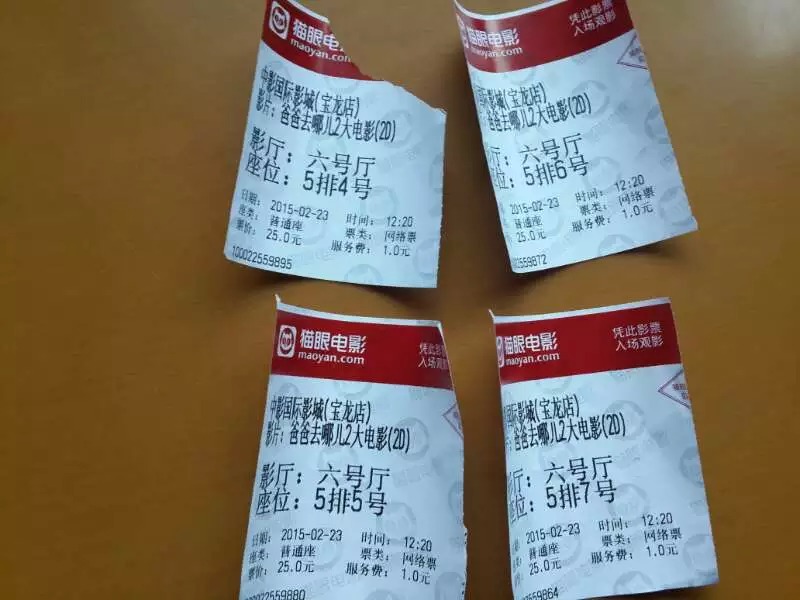 猫眼电影
maoyan.com
中影国际影城(宝龙店)
影片: 爸爸去哪儿2大电影(2D)
影厅: 六号厅
座位: 5排4号
日期: 2015-02-23 时间: 12:20
座类: 普通座 票类: 网络票
票价: 25.0元 服务费: 1.0元
100022559895
猫眼电影
maoyan.com
凭此影票
入场观影
中影国际影城(宝龙店)
影片: 爸爸去哪儿2大电影(2D)
影厅: 六号厅
座位: 5排6号
日期: 2015-02-23 时间: 12:20
座类: 普通座 票类: 网络票
票价: 25.0元 服务费: 1.0元
22559872
猫眼电影
maoyan.com
凭此影票
入场观影
中影国际影城(宝龙店)
影片: 爸爸去哪儿2大电影(2D)
影厅: 六号厅
座位: 5排5号
日期: 2015-02-23 时间: 12:20
座类: 普通座 票类: 网络票
票价: 25.0元 服务费: 1.0元
100022559880
猫眼电影
maoyan.com
凭此影票
入场观影
国际影城(宝龙店)
: 爸爸去哪儿2大电影(2D)
影厅: 六号厅
座位: 5排7号
日期: 2015-02-23 时间: 12:20
座类: 普通座 票类: 网络票
票价: 25.0元 服务费: 1.0元
22559864